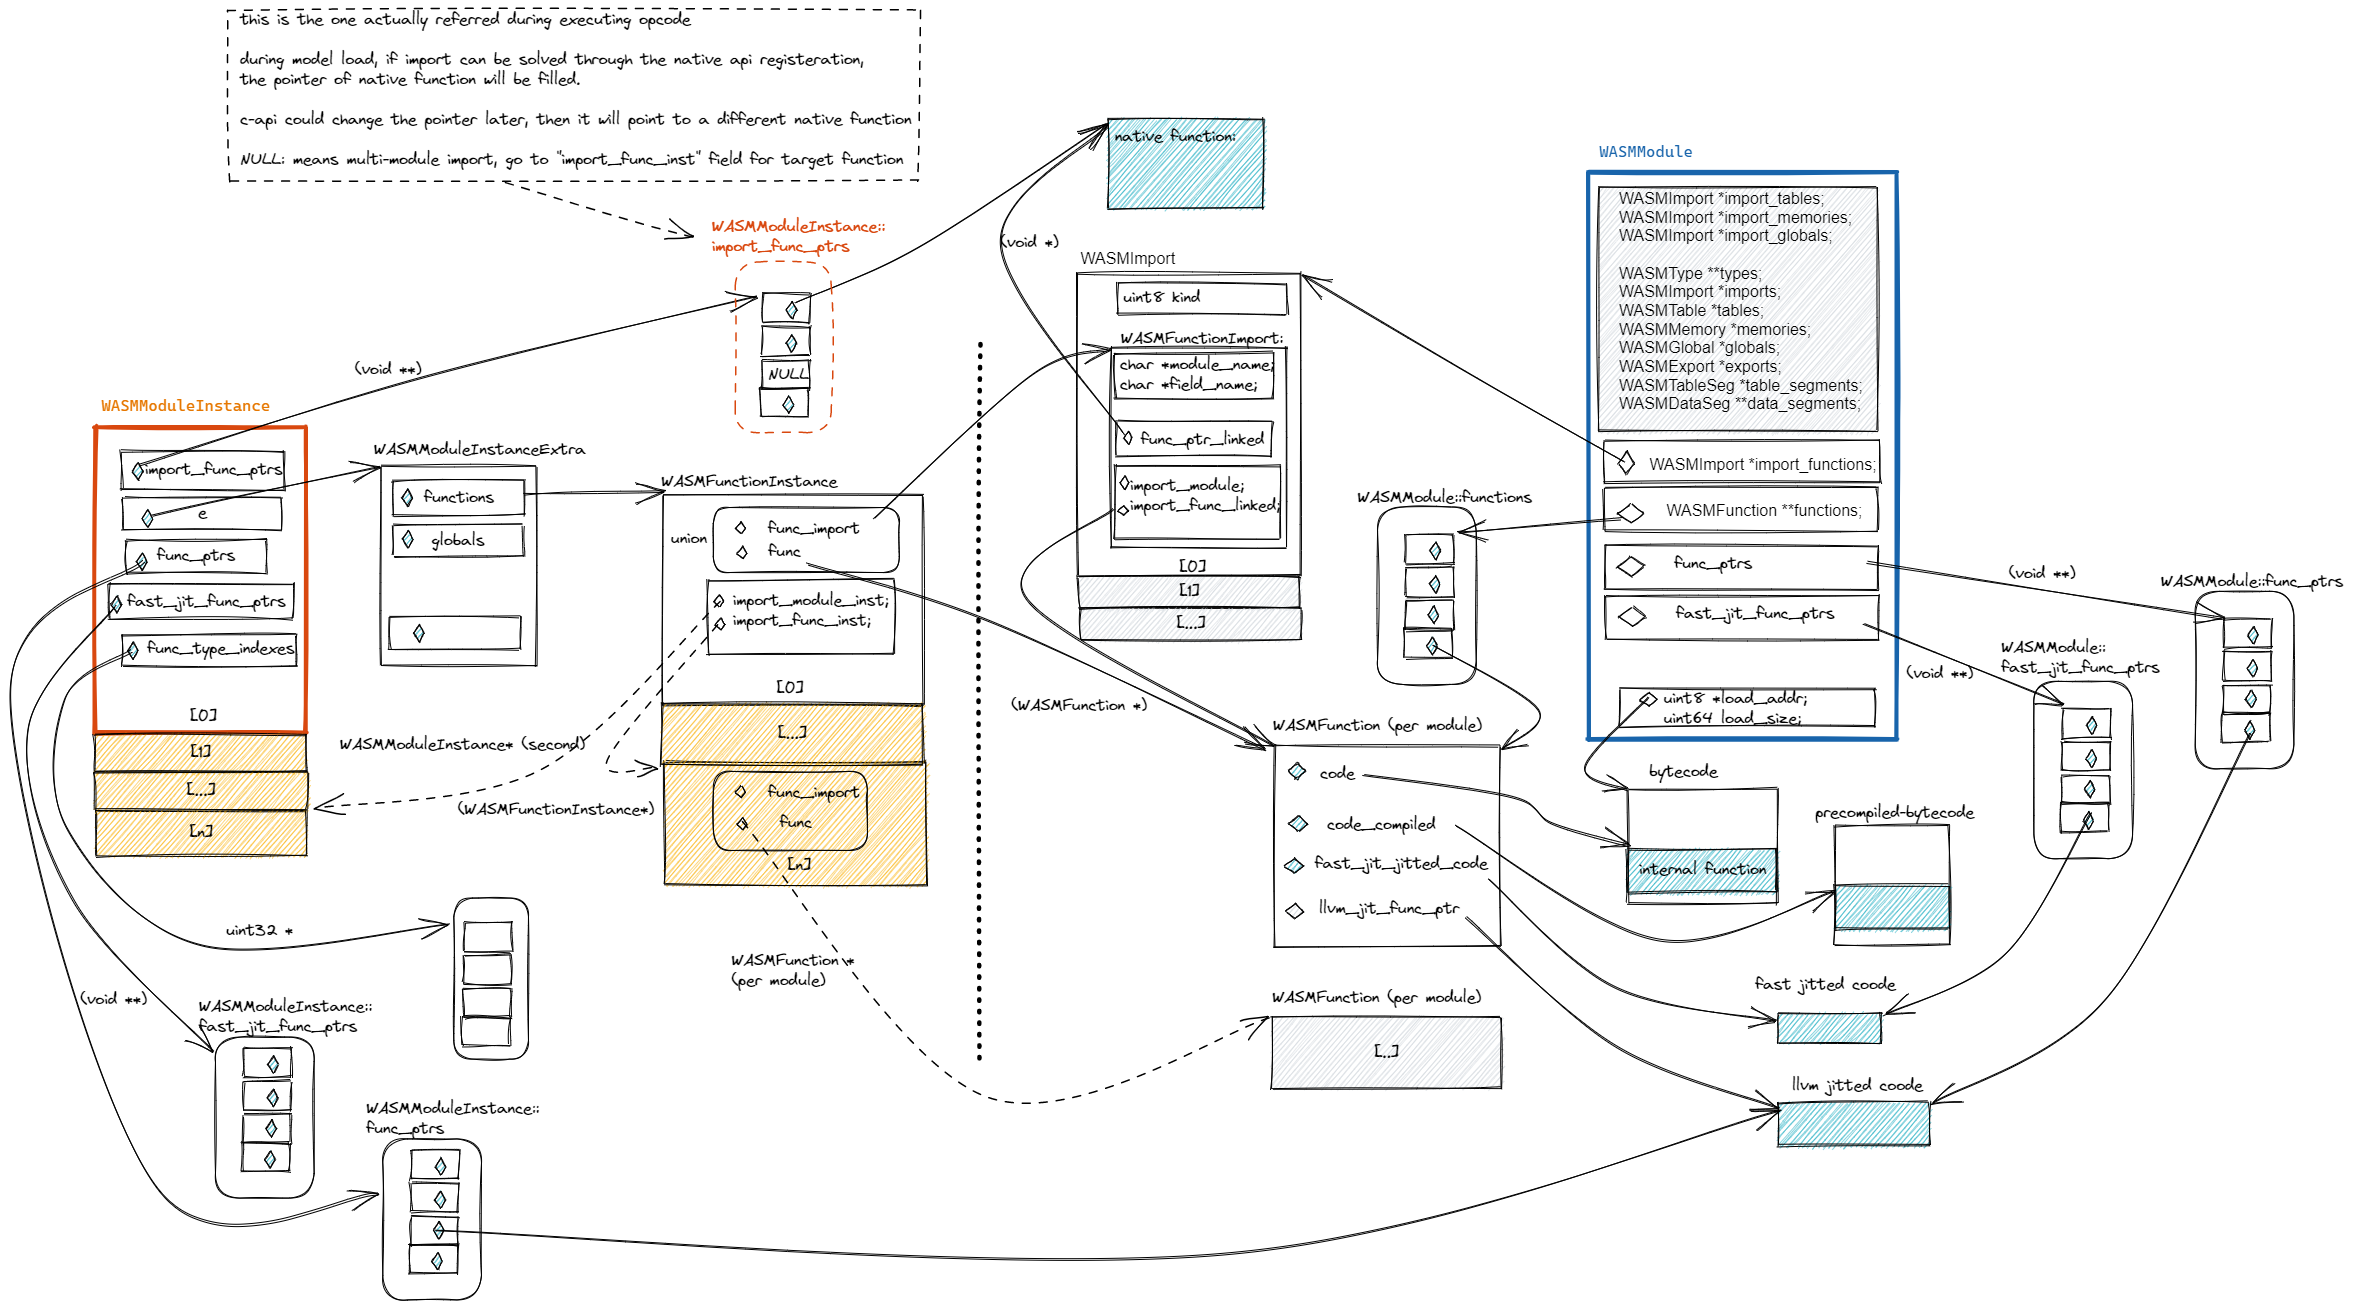 this is the one actually referred during executing opcode
during model load, if import can be solved through the native api registeration,
the pointer of native function will be filled.
c-api could change the pointer later, then it will point to a different native function
NULL: means multi-module import, go to "import_func_inst" field for target function
WASMModuleInstance::
import_func_ptrs
NULL
(void **)
WASMModuleInstance
import_func_ptrs
e
func_ptrs
fast_jit_func_ptrs
func_type_indexes
[0]
[1]
[...]
[n]
WASMModuleInstanceExtra
functions
globals
WASMFunctionInstance
union
func_import
func
import_module_inst;
import_func_inst;
[0]
[...]
func_import
func
[n]
WASMModuleInstance* (second)
(WASMFunctionInstance*)
uint32 *
(void **)
WASMModuleInstance::
fast_jit_func_ptrs
WASMModuleInstance::
func_ptrs
WASMFunction *
(per module)
native function:
(void *)
WASMImport
uint8 kind
WASMFunctionImport:
char *module_name;
char *field_name;
func_ptr_linked
import_module;
import_func_linked;
[0]
[1]
[...]
(WASMFunction *)
WASMModule::functions
WASMFunction (per module)
code
code_compiled
fast_jit_jitted_code
llvm_jit_func_ptr
WASMFunction (per module)
[..]
WASMModule
WASMImport *import_tables;
WASMImport *import_memories;
WASMImport *import_globals;
WASMType **types;
WASMImport *imports;
WASMTable *tables;
WASMMemory *memories;
WASMGlobal *globals;
WASMExport *exports;
WASMTableSeg *table_segments;
WASMDataSeg **data_segments;
WASMImport *import_functions;
WASMFunction **functions;
func_ptrs
fast_jit_func_ptrs
uint8 *load_addr;
uint64 load_size;
bytecode
internal function
precompiled-bytecode
fast jitted coode
llvm jitted coode
(void **)
(void **)
WASMModule::
fast_jit_func_ptrs
WASMModule::func_ptrs